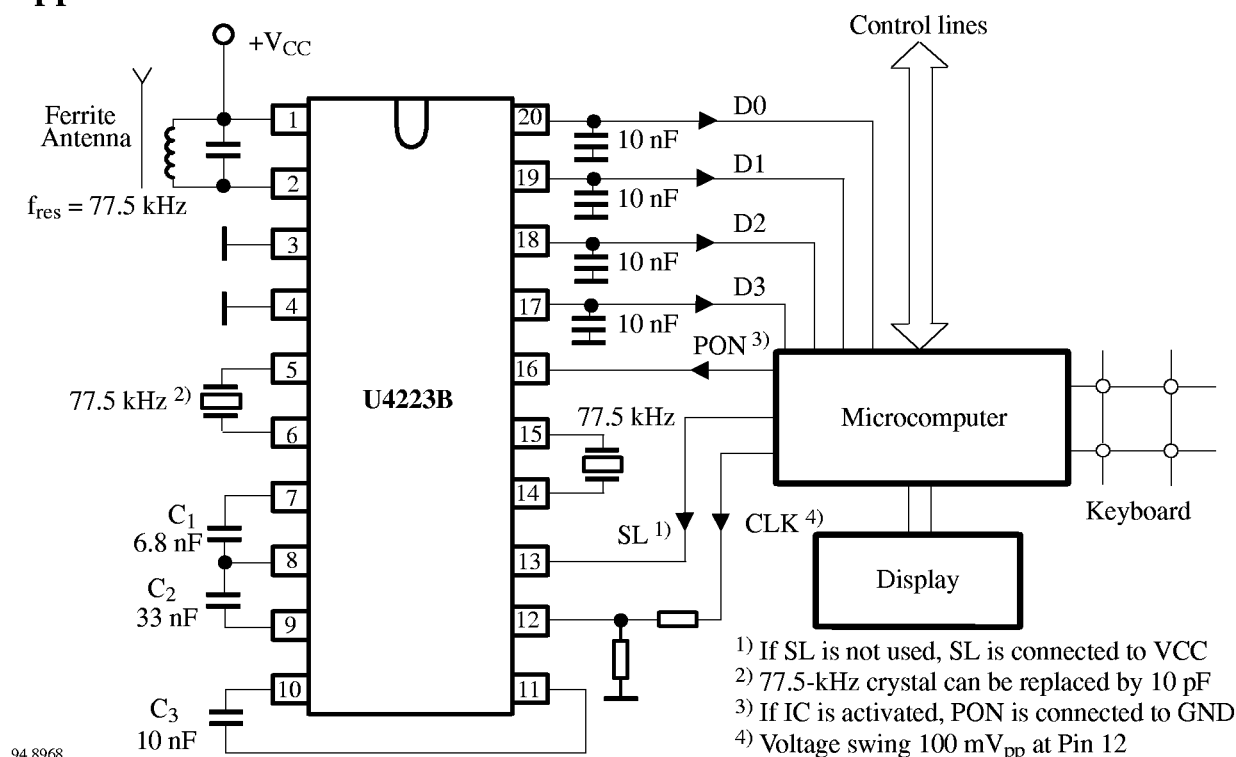 Control lines
+VCC
Ferrite
Antenna
fres = 77.5 kHz
1
2
3
4
5
6
7
8
9
10
20
19
18
17
16
15
14
13
12
11
U4223B
10 nF
D0
10 nF
D1
10 nF
D2
10 nF
D3
PON 3)
77.5 kHz 2)
77.5 kHz
Microcomputer
Keyboard
C1
6.8 nF
C2
33 nF
C3
10 nF
SL 1)
CLK 4)
Display
1) If SL is not used, SL is connected to VCC
2) 77.5-kHz crystal can be replaced by 10 pF
3) If IC is activated, PON is connected to GND
4) Voltage swing 100 mVpp at Pin 12
94 8968